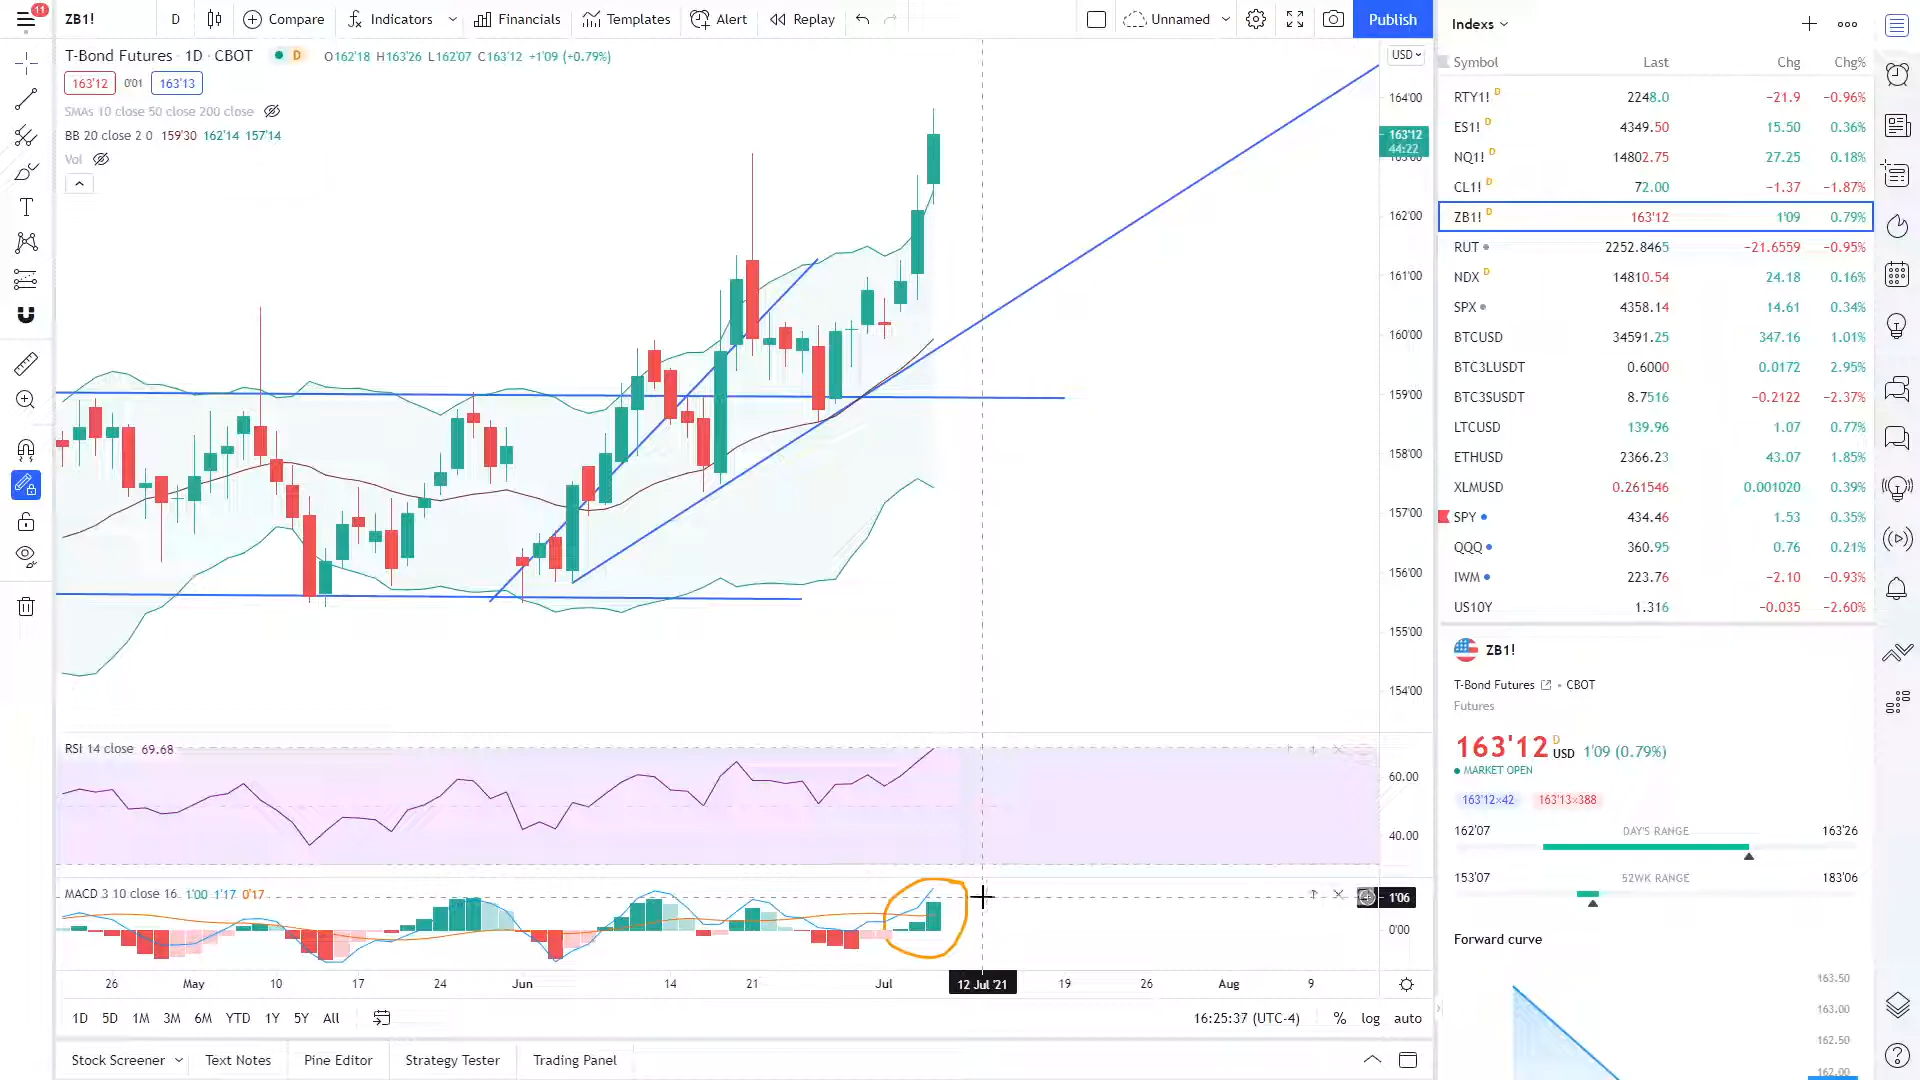 11
ZB1!
D
Compare
Indicators
Financials
Templates
Alert
Replay
Unnamed
Publish
T-Bond Futures · 1D · CBOT D O162'18 H163'26 L162'07 C163'12 +1'09 (+0.79%)
163'12 0'01 163'13
SMAs 10 close 50 close 200 close
BB 20 close 2 0 159'30 162'14 157'14
Vol
USD
164'00
163'12
44:22
163'00
162'00
161'00
160'00
159'00
158'00
157'00
156'00
155'00
154'00
RSI 14 close 69.68
60.00
40.00
MACD 3 10 close 16 1'00 1'17 0'17
1'06
0'00
26 May 10 17 24 Jun 14 21 Jul 12 Jul '21 19 26 Aug 9
1D 5D 1M 3M 6M YTD 1Y 5Y All
16:25:37 (UTC-4) % log auto
Stock Screener Text Notes Pine Editor Strategy Tester Trading Panel
Indexs
Symbol Last Chg Chg%
RTY1! D 2248.0 −21.9 −0.96%
ES1! D 4349.50 15.50 0.36%
NQ1! D 14802.75 27.25 0.18%
CL1! D 72.00 −1.37 −1.87%
ZB1! D 163'12 1'09 0.79%
RUT 2252.8465 −21.6559 −0.95%
NDX D 14810.54 24.18 0.16%
SPX 4358.14 14.61 0.34%
BTCUSD 34591.25 347.16 1.01%
BTC3LUSDT 0.6000 0.0172 2.95%
BTC3SUSDT 8.7516 −0.2122 −2.37%
LTCUSD 139.96 1.07 0.77%
ETHUSD 2366.23 43.07 1.85%
XLMUSD 0.261546 0.001020 0.39%
SPY 434.46 1.53 0.35%
QQQ 360.95 0.76 0.21%
IWM 223.76 −2.10 −0.93%
US10Y 1.316 −0.035 −2.60%
ZB1!
T-Bond Futures • CBOT
Futures
163'12 D USD 1'09 (0.79%)
MARKET OPEN
163'12×42 163'13×388
162'07 DAY'S RANGE 163'26
153'07 52WK RANGE 183'06
Forward curve
163.50
163.00
162.50
162.00